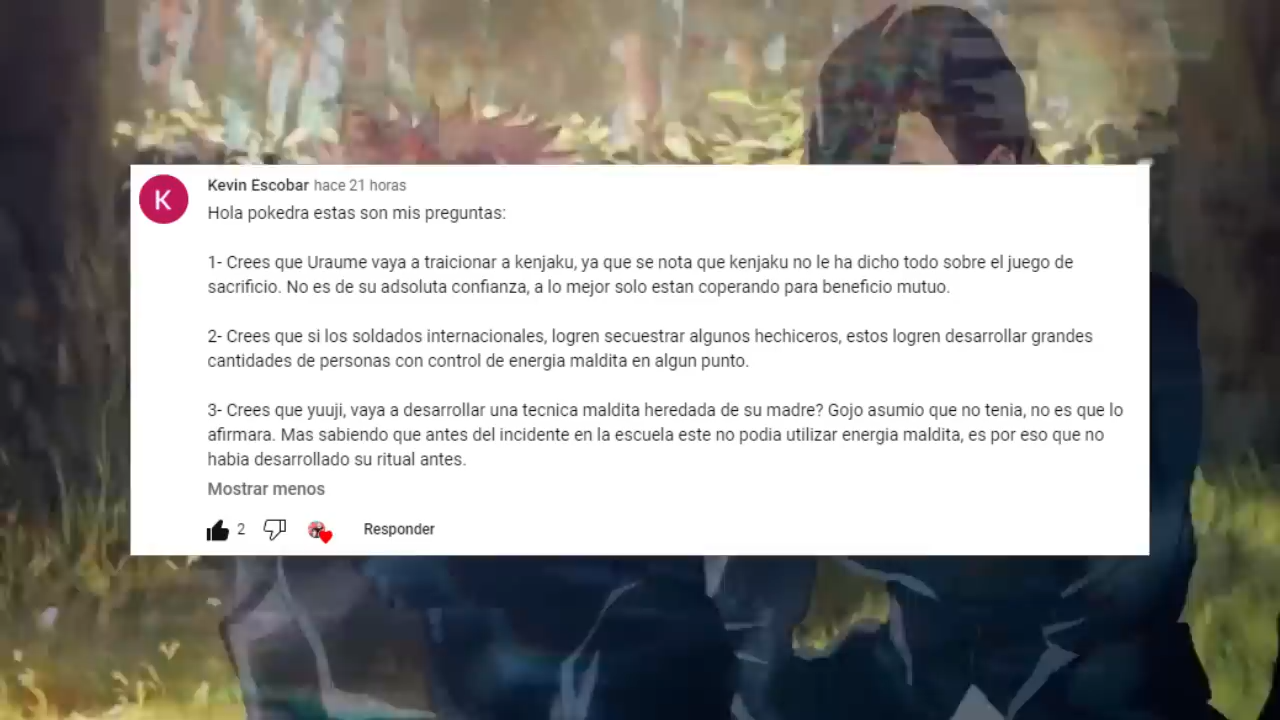 K
Kevin Escobar hace 21 horas
Hola pokedra estas son mis preguntas:
1- Crees que Uraume vaya a traicionar a kenjaku, ya que se nota que kenjaku no le ha dicho todo sobre el juego de
sacrificio. No es de su adsoluta confianza, a lo mejor solo estan coperando para beneficio mutuo.
2- Crees que si los soldados internacionales, logren secuestrar algunos hechiceros, estos logren desarrollar grandes
cantidades de personas con control de energia maldita en algun punto.
3- Crees que yuuji, vaya a desarrollar una tecnica maldita heredada de su madre? Gojo asumio que no tenia, no es que lo
afirmara. Mas sabiendo que antes del incidente en la escuela este no podia utilizar energia maldita, es por eso que no
habia desarrollado su ritual antes.
Mostrar menos
2 Responder